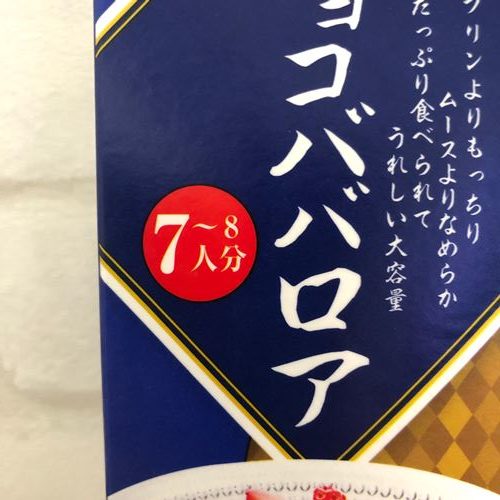 プリンよりもっちり
ムースよりなめらか
たっぷり食べられて
うれしい大容量
ョコババロア
7～8
人分